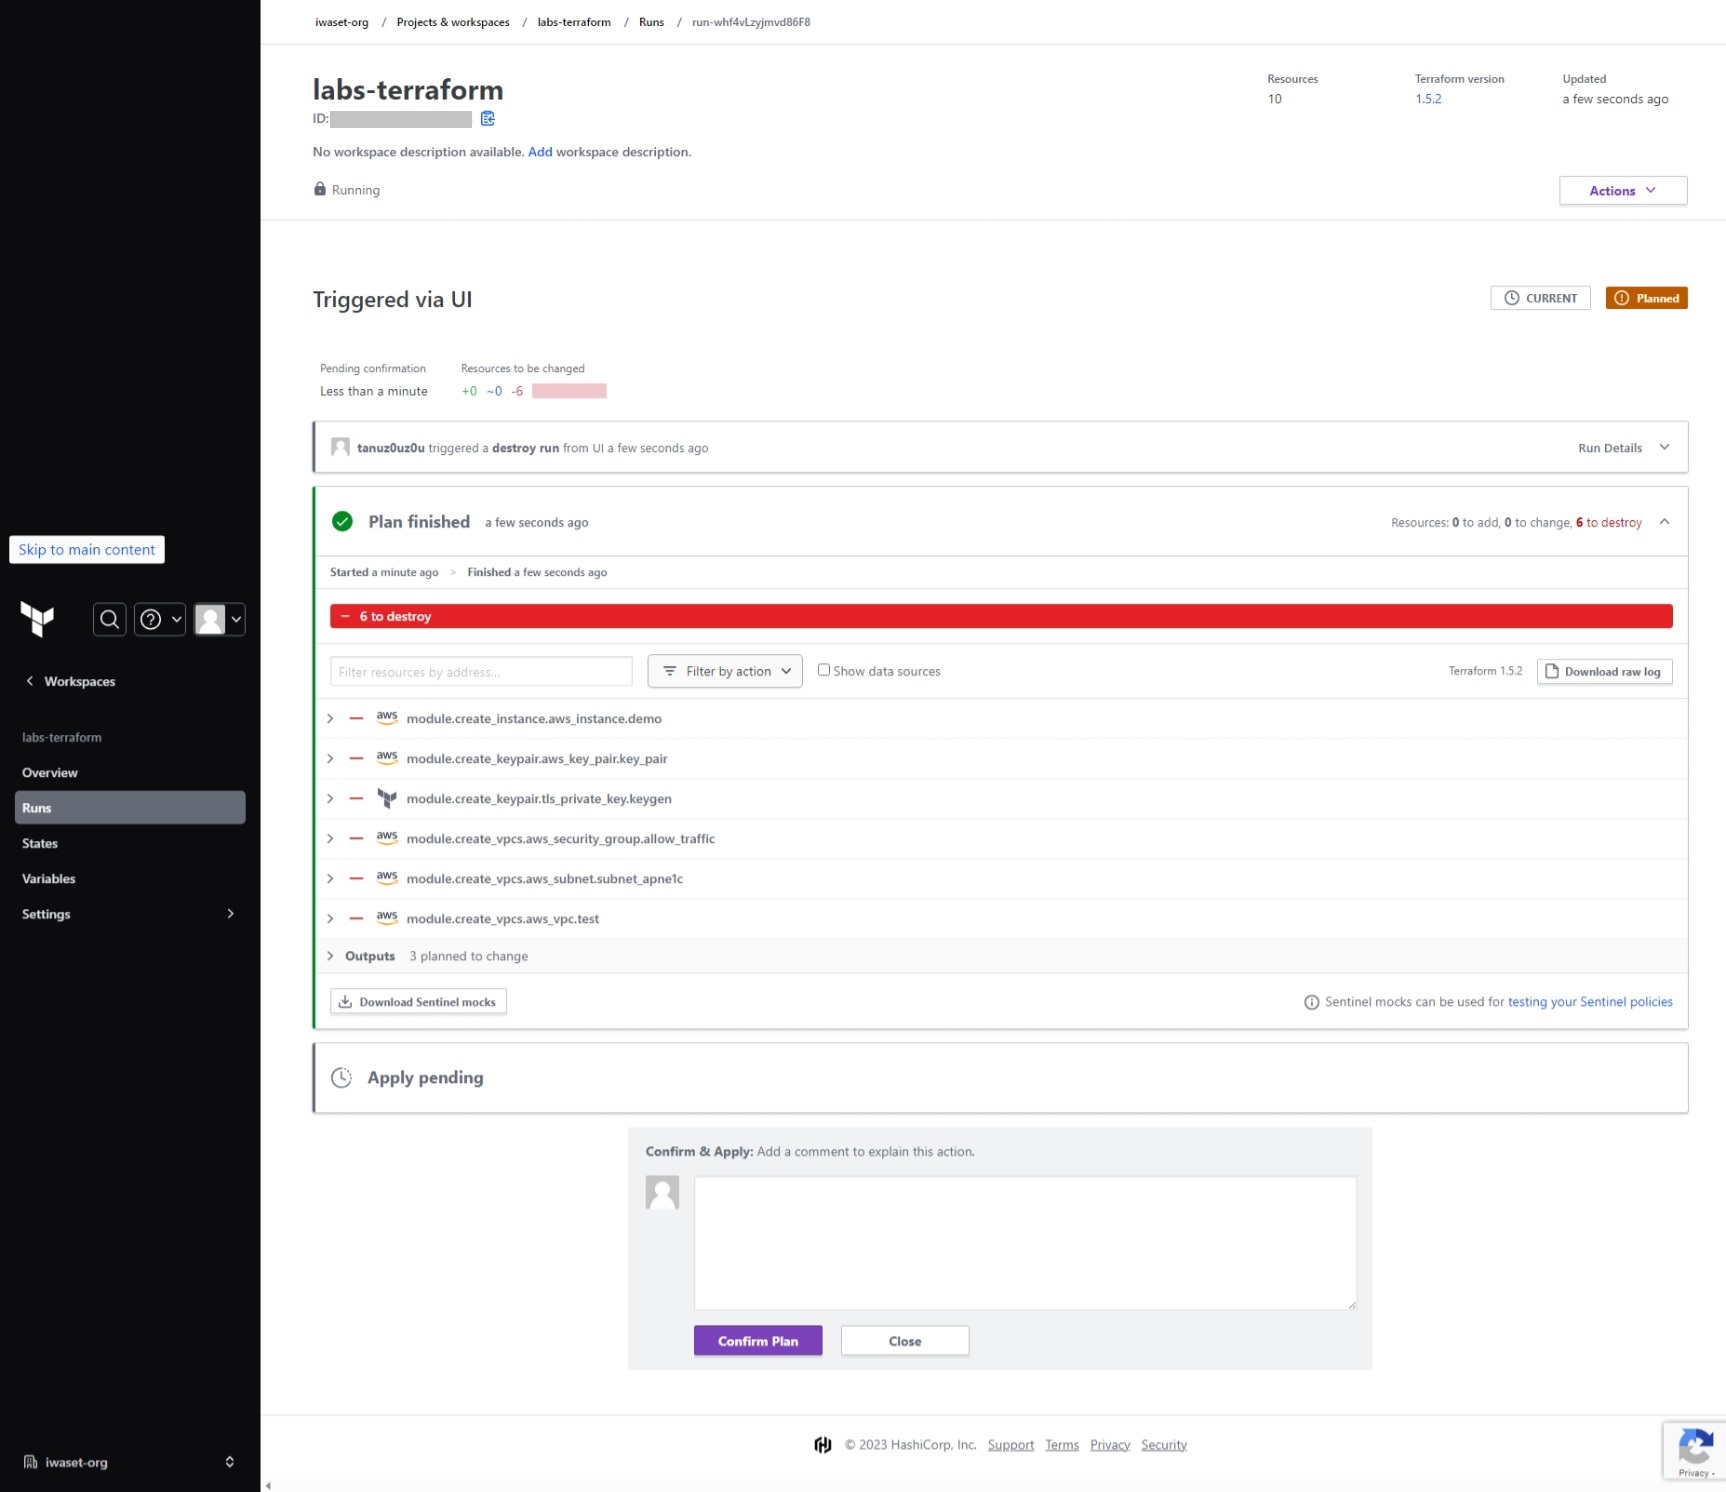 iwaset-org / Projects & workspaces / labs-terraform / Runs / run-whf4vLzyjmvd86F8
labs-terraform
ID:
No workspace description available. Add workspace description.
Running
Resources
10
Terraform version
1.5.2
Updated
a few seconds ago
Actions
Triggered via UI
CURRENT
Planned
Pending confirmation
Less than a minute
Resources to be changed
+0 ~0 -6
tanuz0uz0u triggered a destroy run from UI a few seconds ago
Run Details
Plan finished a few seconds ago
Resources: 0 to add, 0 to change, 6 to destroy
Started a minute ago > Finished a few seconds ago
− 6 to destroy
Filter resources by address...
Filter by action
Show data sources
Terraform 1.5.2
Download raw log
aws module.create_instance.aws_instance.demo
aws module.create_keypair.aws_key_pair.key_pair
module.create_keypair.tls_private_key.keygen
aws module.create_vpcs.aws_security_group.allow_traffic
aws module.create_vpcs.aws_subnet.subnet_apne1c
aws module.create_vpcs.aws_vpc.test
Outputs 3 planned to change
Download Sentinel mocks
Sentinel mocks can be used for testing your Sentinel policies
Apply pending
Confirm & Apply: Add a comment to explain this action.
Confirm Plan
Close
© 2023 HashiCorp, Inc. Support Terms Privacy Security
Privacy -
Skip to main content
Workspaces
labs-terraform
Overview
Runs
States
Variables
Settings
iwaset-org